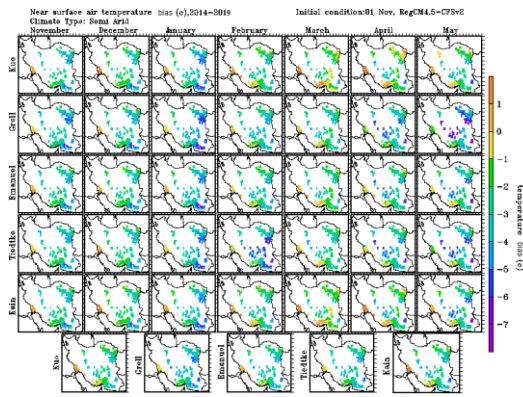 Near surface air temperature bias (c),2014-2019
Initial condition:01 Nov, RegCM4.5-CFSv2
Climate Type: Semi Arid
November December January February March April May
Kuo
Grell
Emanuel
Tiedtke
Kain
1
0
-1
-2
-3
-4
-5
-6
-7
temperature bias (c)
Kuo Grell Emanuel Tiedtke Kain